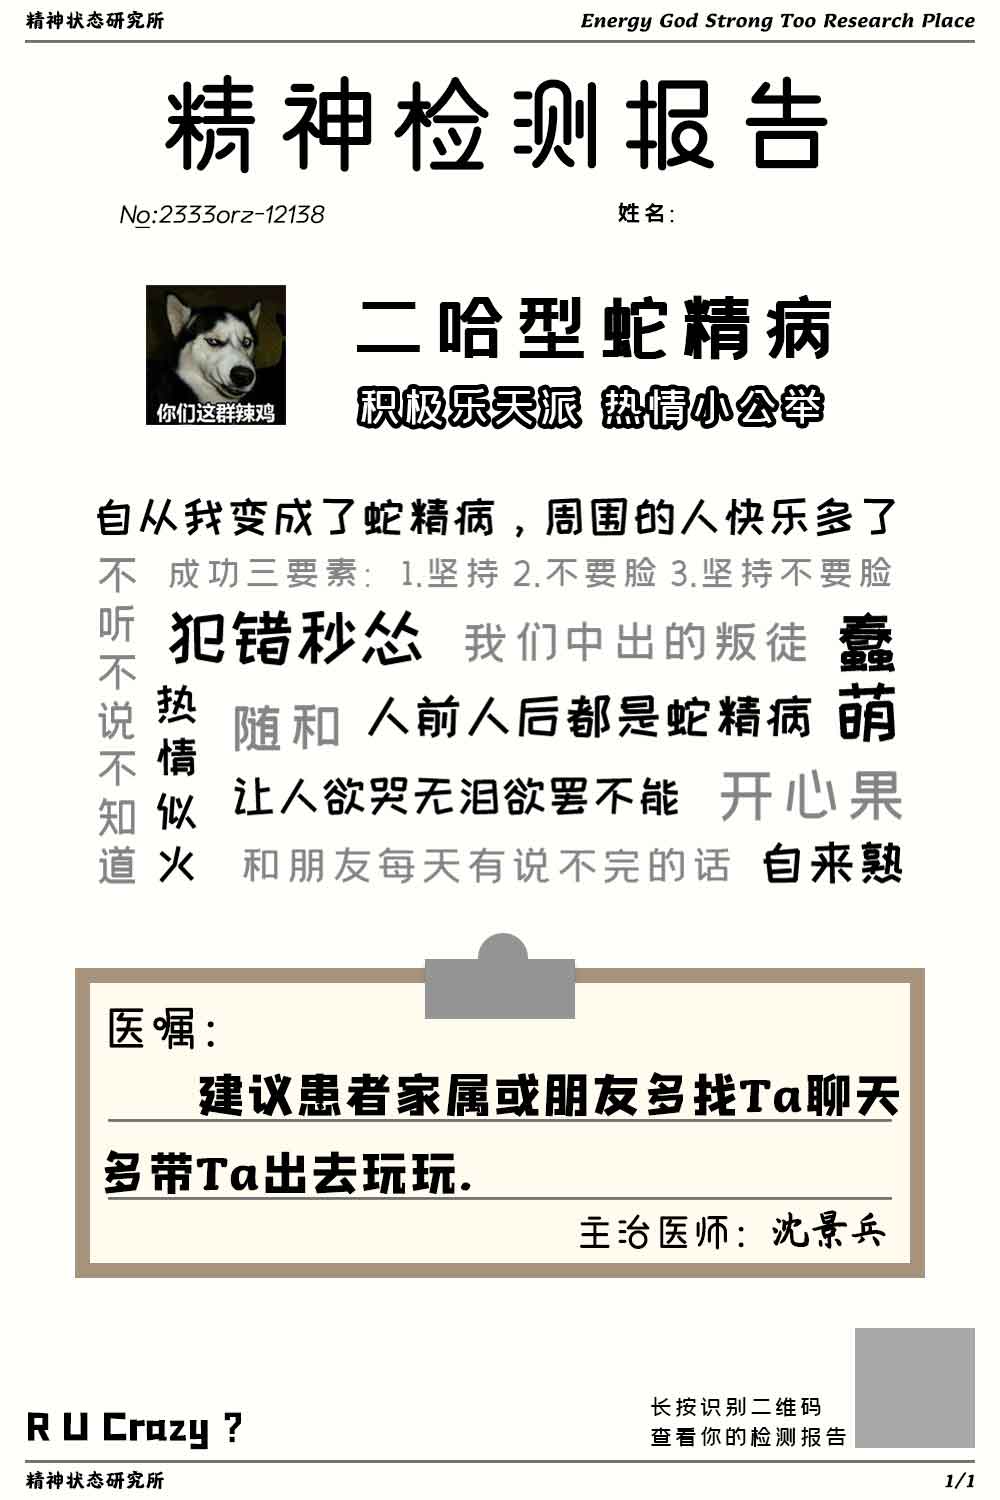 精神状态研究所
Energy God Strong Too Research Place
精神检测报告
No:2333orz-12138
姓名:
你们这群辣鸡
二哈型蛇精病
积极乐天派 热情小公举
自从我变成了蛇精病，周围的人快乐多了
不听不说不知道
成功三要素: 1.坚持 2.不要脸 3.坚持不要脸
犯错秒怂
我们中出的叛徒
蠢萌
热情似火
随和
人前人后都是蛇精病
让人欲哭无泪欲罢不能
开心果
和朋友每天有说不完的话
自来熟
医嘱:
建议患者家属或朋友多找Ta聊天
多带Ta出去玩玩.
主治医师: 沈景兵
R U Crazy ?
长按识别二维码
查看你的检测报告
精神状态研究所
1/1